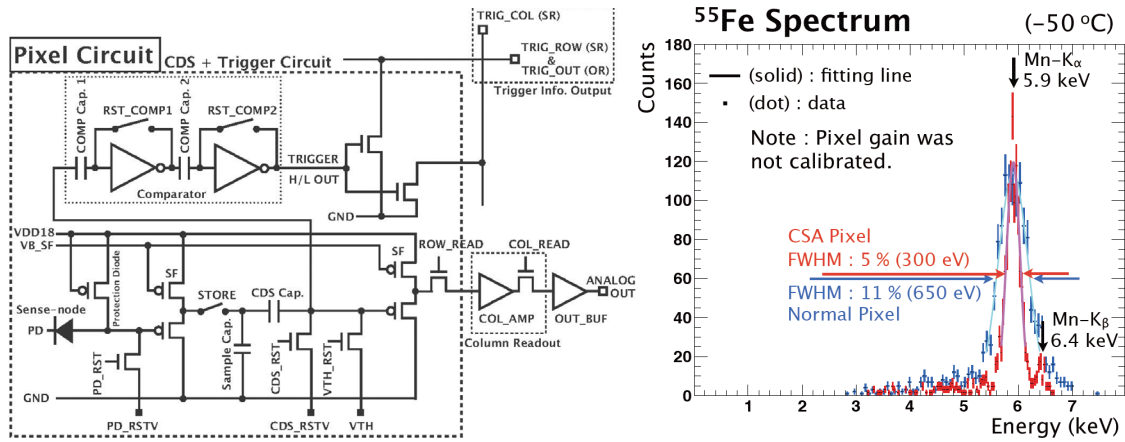 TRIG_COL (SR)
Pixel Circuit
CDS + Trigger Circuit
TRIG_ROW (SR)
&
TRIG_OUT (OR)
Trigger Info. Output
COMP Cap. 1
RST_COMP1
COMP Cap. 2
RST_COMP2
TRIGGER
H/L OUT
Comparator
GND
VDD18
VB_SF
Protection Diode
SF
SF
ROW_READ
COL_READ
STORE
CDS Cap.
ANALOG
OUT
Sense-node
PD
COL_AMP
OUT_BUF
Column Readout
Sample Cap.
PD_RST
CDS_RST
VTH_RST
GND
PD_RSTV
CDS_RSTV
VTH
55Fe Spectrum
(−50 °C)
Counts
180
160
140
120
100
80
60
40
20
0
(solid) : fitting line
(dot) : data
Note : Pixel gain was
not calibrated.
Mn-Kα
5.9 keV
CSA Pixel
FWHM : 5 % (300 eV)
FWHM : 11 % (650 eV)
Normal Pixel
Mn-Kβ
6.4 keV
1 2 3 4 5 6 7
Energy (keV)